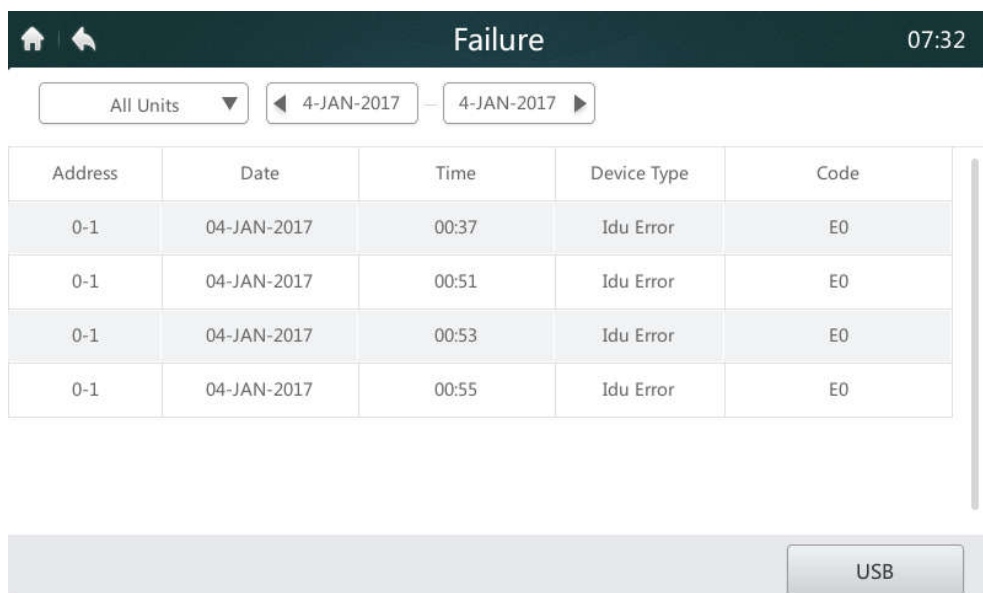 Failure 07:32
All Units 4-JAN-2017 – 4-JAN-2017
Address Date Time Device Type Code
0-1 04-JAN-2017 00:37 Idu Error E0
0-1 04-JAN-2017 00:51 Idu Error E0
0-1 04-JAN-2017 00:53 Idu Error E0
0-1 04-JAN-2017 00:55 Idu Error E0
USB